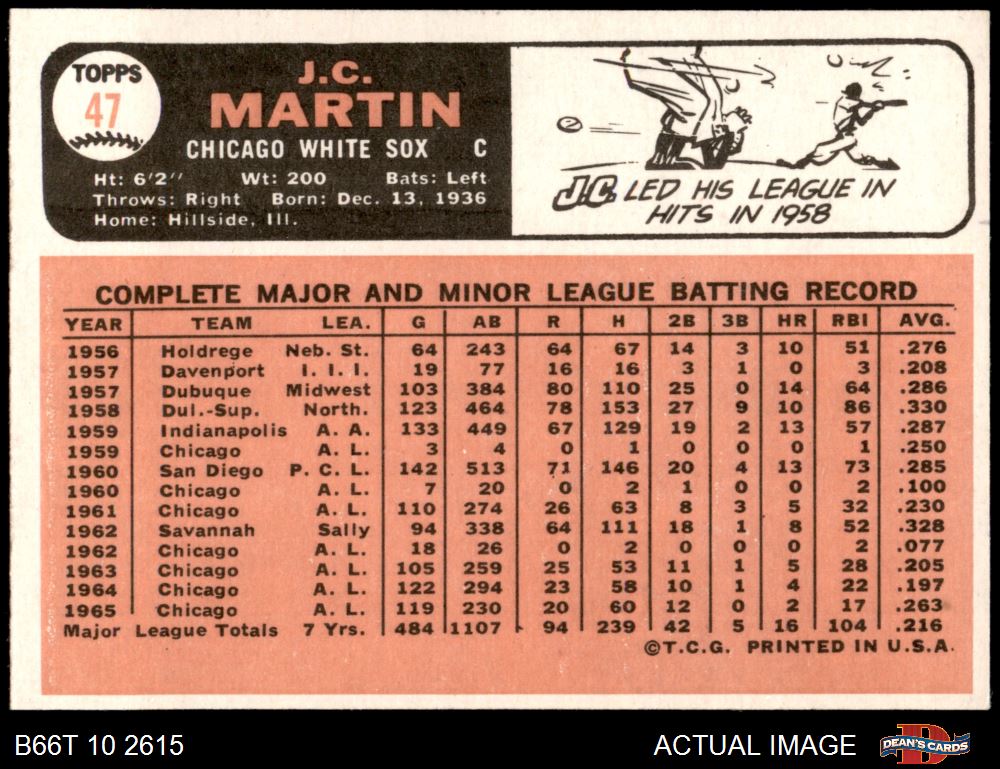 TOPPS
47
J.C.
MARTIN
CHICAGO WHITE SOX C
Ht: 6'2" Wt: 200 Bats: Left
Throws: Right Born: Dec. 13, 1936
Home: Hillside, Ill.
J.C. LED HIS LEAGUE IN
HITS IN 1958
COMPLETE MAJOR AND MINOR LEAGUE BATTING RECORD
YEAR TEAM LEA. G AB R H 2B 3B HR RBI AVG.
1956 Holdrege Neb. St. 64 243 64 67 14 3 10 51 .276
1957 Davenport I. I. I. 19 77 16 16 3 1 0 3 .208
1957 Dubuque Midwest 103 384 80 110 25 0 14 64 .286
1958 Dul.-Sup. North. 123 464 78 153 27 9 10 86 .330
1959 Indianapolis A. A. 133 449 67 129 19 2 13 57 .287
1959 Chicago A. L. 3 4 0 1 0 0 0 1 .250
1960 San Diego P. C. L. 142 513 71 146 20 4 13 73 .285
1960 Chicago A. L. 7 20 0 2 1 0 0 2 .100
1961 Chicago A. L. 110 274 26 63 8 3 5 32 .230
1962 Savannah Sally 94 338 64 111 18 1 8 52 .328
1962 Chicago A. L. 18 26 0 2 0 0 0 2 .077
1963 Chicago A. L. 105 259 25 53 11 1 5 28 .205
1964 Chicago A. L. 122 294 23 58 10 1 4 22 .197
1965 Chicago A. L. 119 230 20 60 12 0 2 17 .263
Major League Totals 7 Yrs. 484 1107 94 239 42 5 16 104 .216
©T.C.G. PRINTED IN U.S.A.
B66T 10 2615 ACTUAL IMAGE DEAN'S CARDS